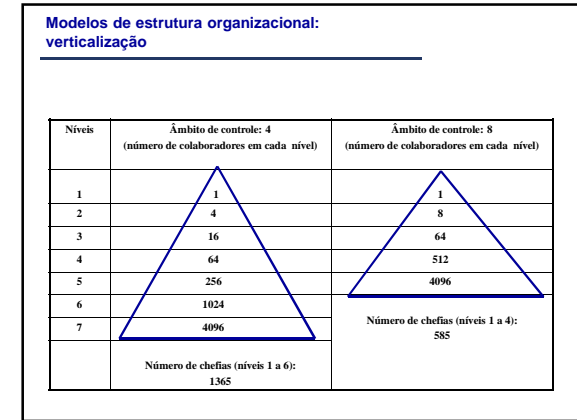 Modelos de estrutura organizacional:
verticalização
Níveis Âmbito de controle: 4 Âmbito de controle: 8
(número de colaboradores em cada nível) (número de colaboradores em cada nível)
1 1 1
2 4 8
3 16 64
4 64 512
5 256 4096
6 1024
7 4096
Número de chefias (níveis 1 a 4):
585
Número de chefias (níveis 1 a 6):
1365